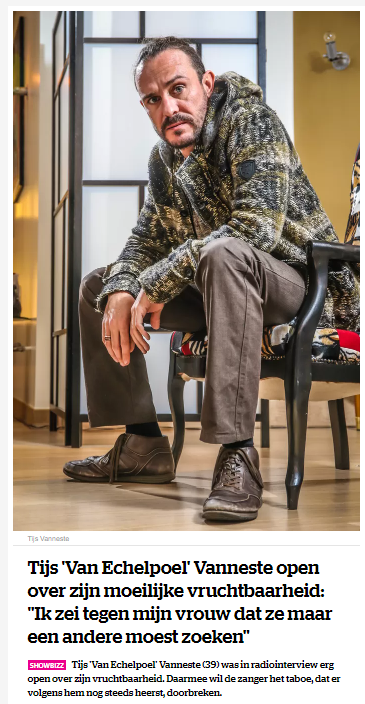 Tijs Vanneste
Tijs 'Van Echelpoel' Vanneste open
over zijn moeilijke vruchtbaarheid:
"Ik zei tegen mijn vrouw dat ze maar
een andere moest zoeken"
SHOWBIZZ Tijs 'Van Echelpoel' Vanneste (39) was in radiointerview erg
open over zijn vruchtbaarheid. Daarmee wil de zanger het taboe, dat er
volgens hem nog steeds heerst, doorbreken.